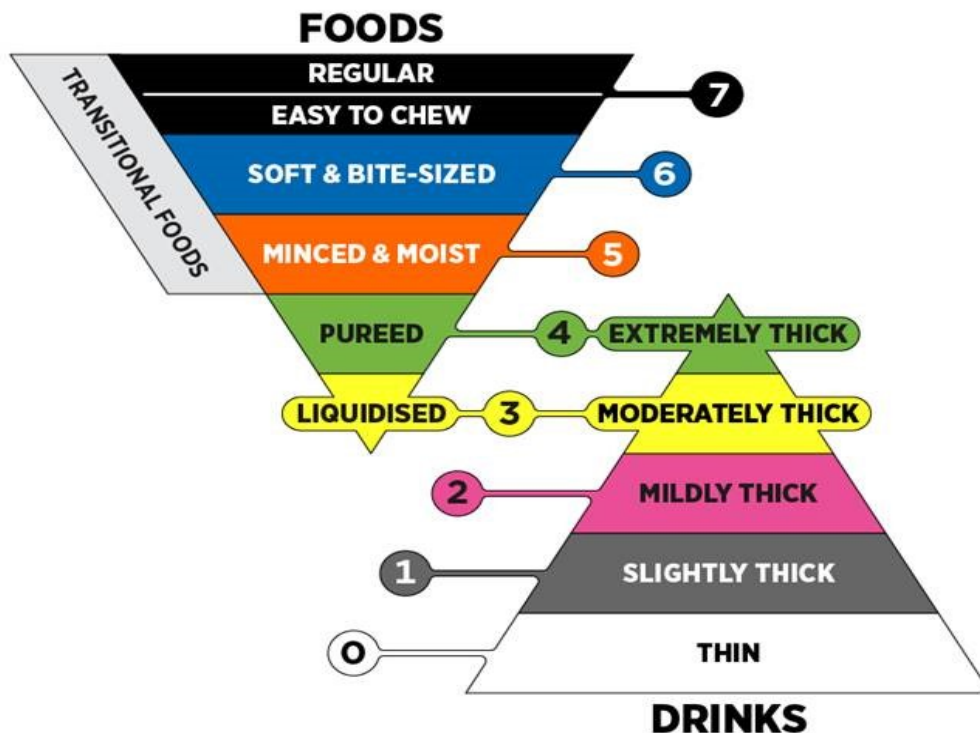 FOODS
REGULAR
EASY TO CHEW
7
TRANSITIONAL FOODS
SOFT & BITE-SIZED
6
MINCED & MOIST
5
PUREED
4
EXTREMELY THICK
LIQUIDISED
3
MODERATELY THICK
2
MILDLY THICK
1
SLIGHTLY THICK
0
THIN
DRINKS